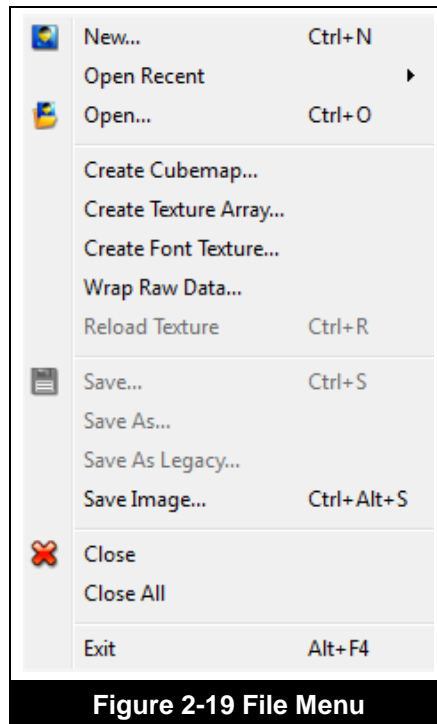 New... Ctrl+N
Open Recent
Open... Ctrl+O
Create Cubemap...
Create Texture Array...
Create Font Texture...
Wrap Raw Data...
Reload Texture Ctrl+R
Save... Ctrl+S
Save As...
Save As Legacy...
Save Image... Ctrl+Alt+S
Close
Close All
Exit Alt+F4
Figure 2-19 File Menu